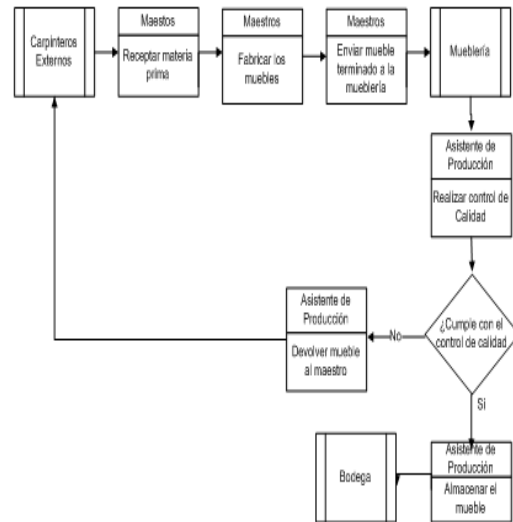 Carpinteros
Externos
Maestos
Receptar materia
prima
Maestros
Fabricar los
muebles
Maestros
Enviar mueble
terminado a la
mueblería
Mueblería
Asistente de
Producción
Realizar control de
Calidad
¿Cumple con el
control de calidad
No
Asistente de
Producción
Devolver mueble
al maestro
Sí
Asistente de
Producción
Almacenar el
mueble
Bodega